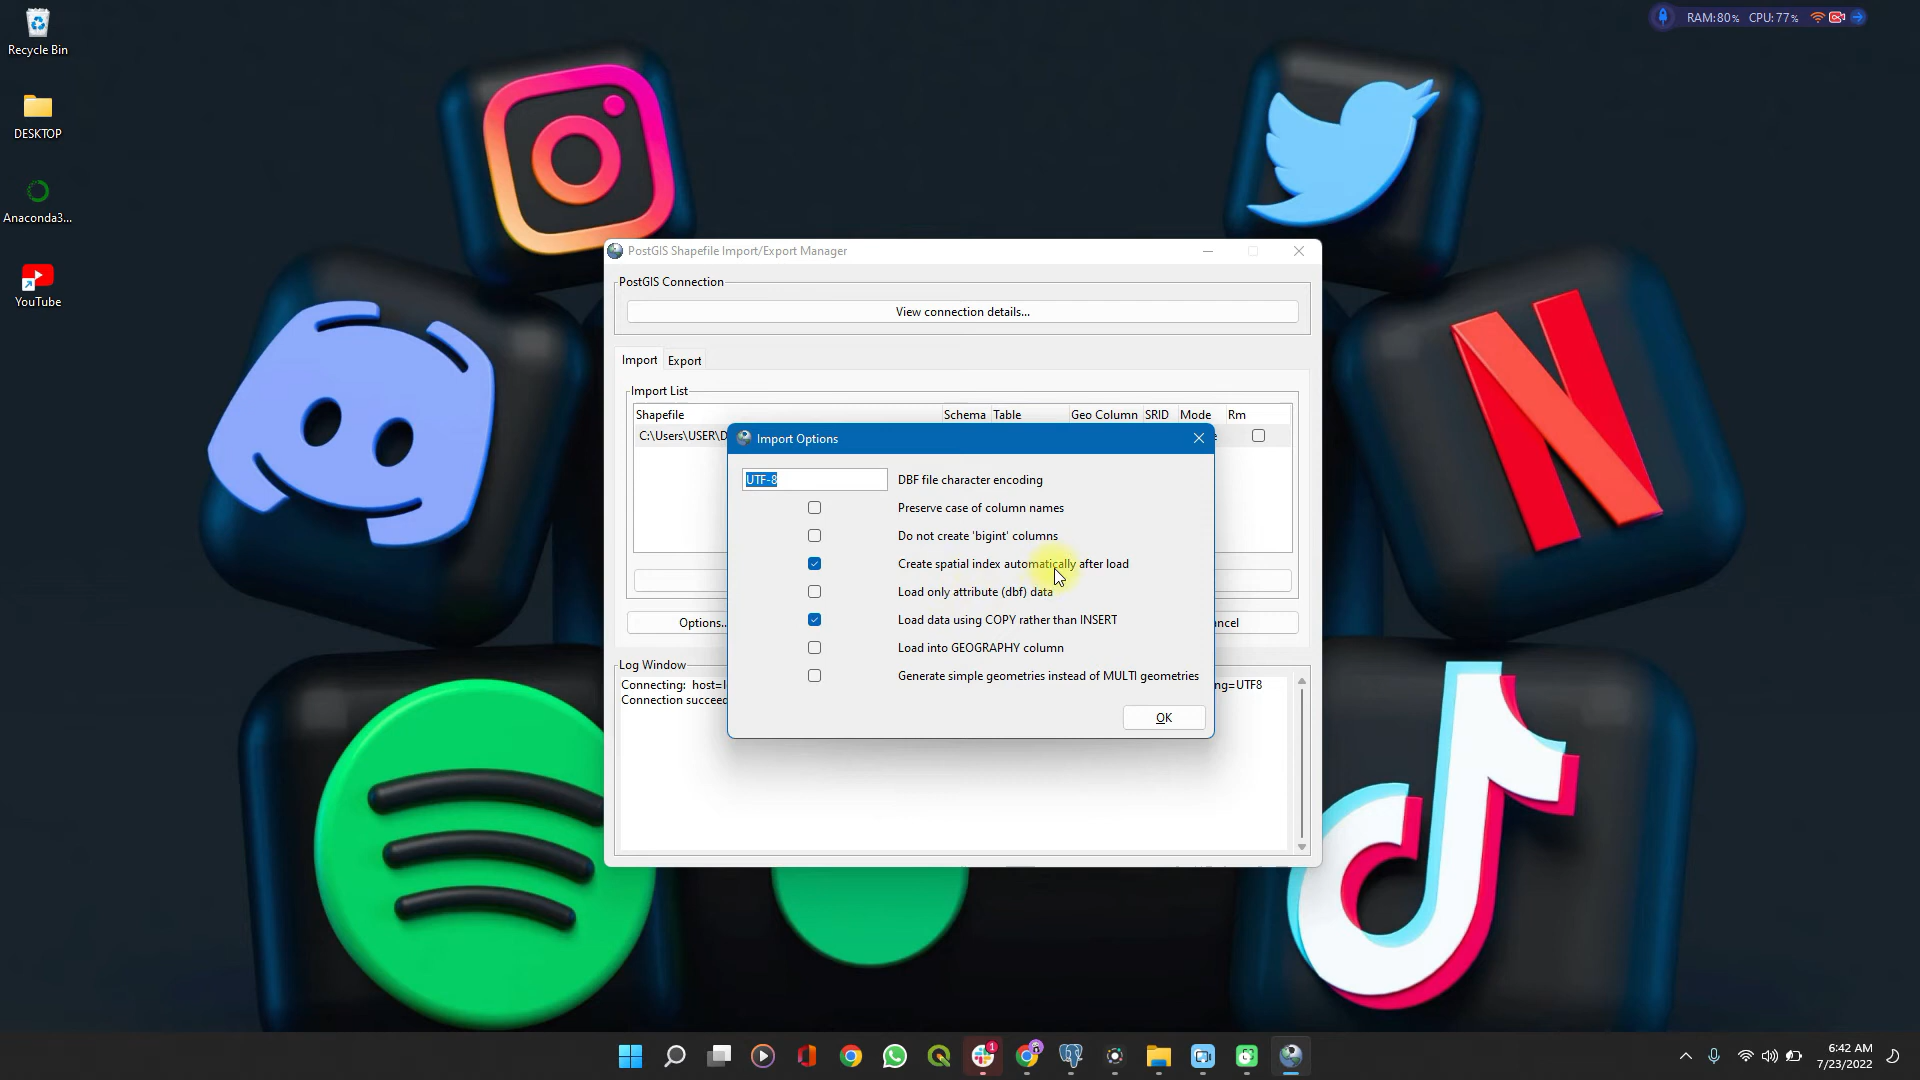 Recycle Bin
DESKTOP
Anaconda3...
YouTube
RAM:80% CPU:77%
PostGIS Shapefile Import/Export Manager
PostGIS Connection
View connection details...
Import Export
Import List
Shapefile Schema Table Geo Column SRID Mode Rm
C:\Users\USER\D
Import Options
UTF-8 DBF file character encoding
Preserve case of column names
Do not create 'bigint' columns
Create spatial index automatically after load
Load only attribute (dbf) data
Load data using COPY rather than INSERT
Load into GEOGRAPHY column
Generate simple geometries instead of MULTI geometries
OK
Options..
ncel
Log Window
Connecting: host=l
ng=UTF8
Connection succeed
1
6:42 AM
7/23/2022